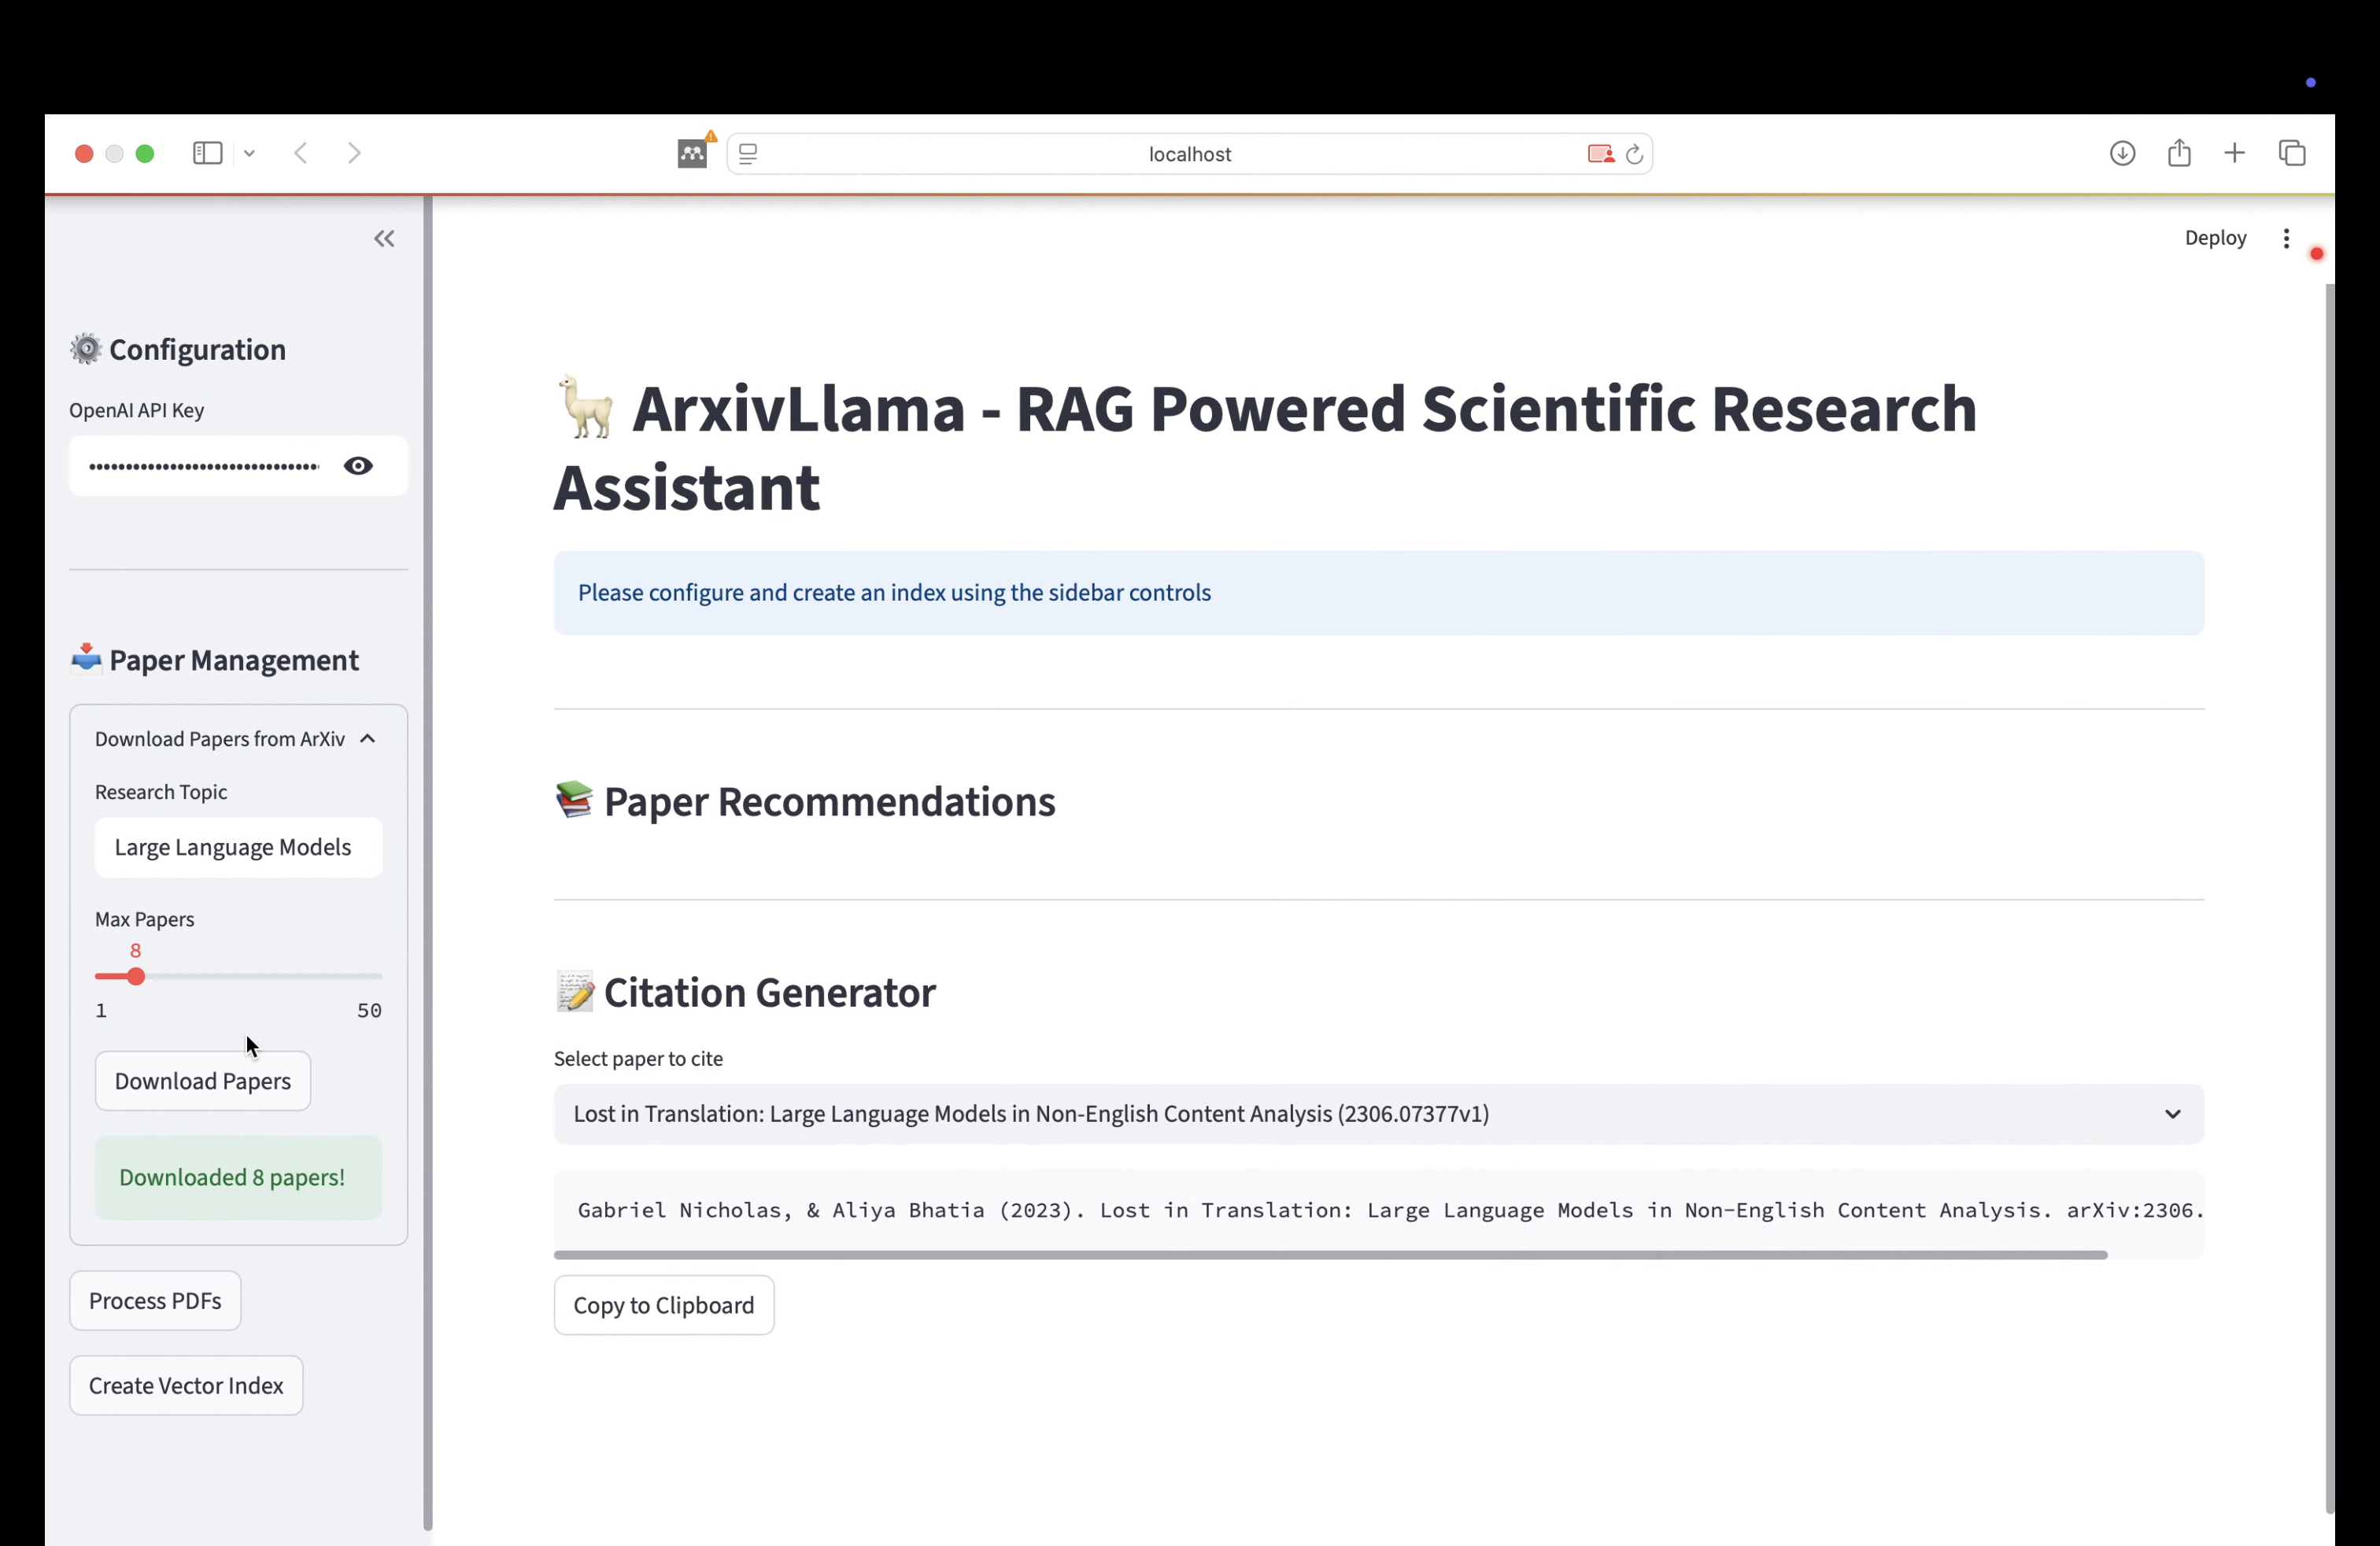 localhost
Deploy
Configuration
OpenAI API Key
Paper Management
Download Papers from ArXiv
Research Topic
Large Language Models
Max Papers
8
1 50
Download Papers
Downloaded 8 papers!
Process PDFs
Create Vector Index
ArxivLlama - RAG Powered Scientific Research
Assistant
Please configure and create an index using the sidebar controls
Paper Recommendations
Citation Generator
Select paper to cite
Lost in Translation: Large Language Models in Non-English Content Analysis (2306.07377v1)
Gabriel Nicholas, & Aliya Bhatia (2023). Lost in Translation: Large Language Models in Non-English Content Analysis. arXiv:2306.
Copy to Clipboard